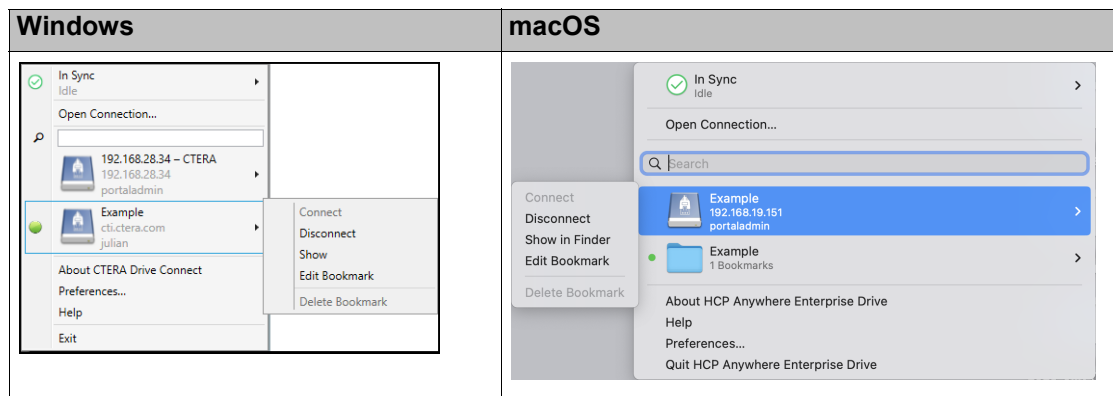 Windows
macOS
In Sync
Idle
Open Connection...
192.168.28.34 – CTERA
192.168.28.34
portaladmin
Example
cti.ctera.com
julian
About CTERA Drive Connect
Preferences...
Help
Exit
Connect
Disconnect
Show
Edit Bookmark
Delete Bookmark
In Sync
Idle
Open Connection...
Search
Example
192.168.19.151
portaladmin
Example
1 Bookmarks
About HCP Anywhere Enterprise Drive
Help
Preferences...
Quit HCP Anywhere Enterprise Drive
Connect
Disconnect
Show in Finder
Edit Bookmark
Delete Bookmark